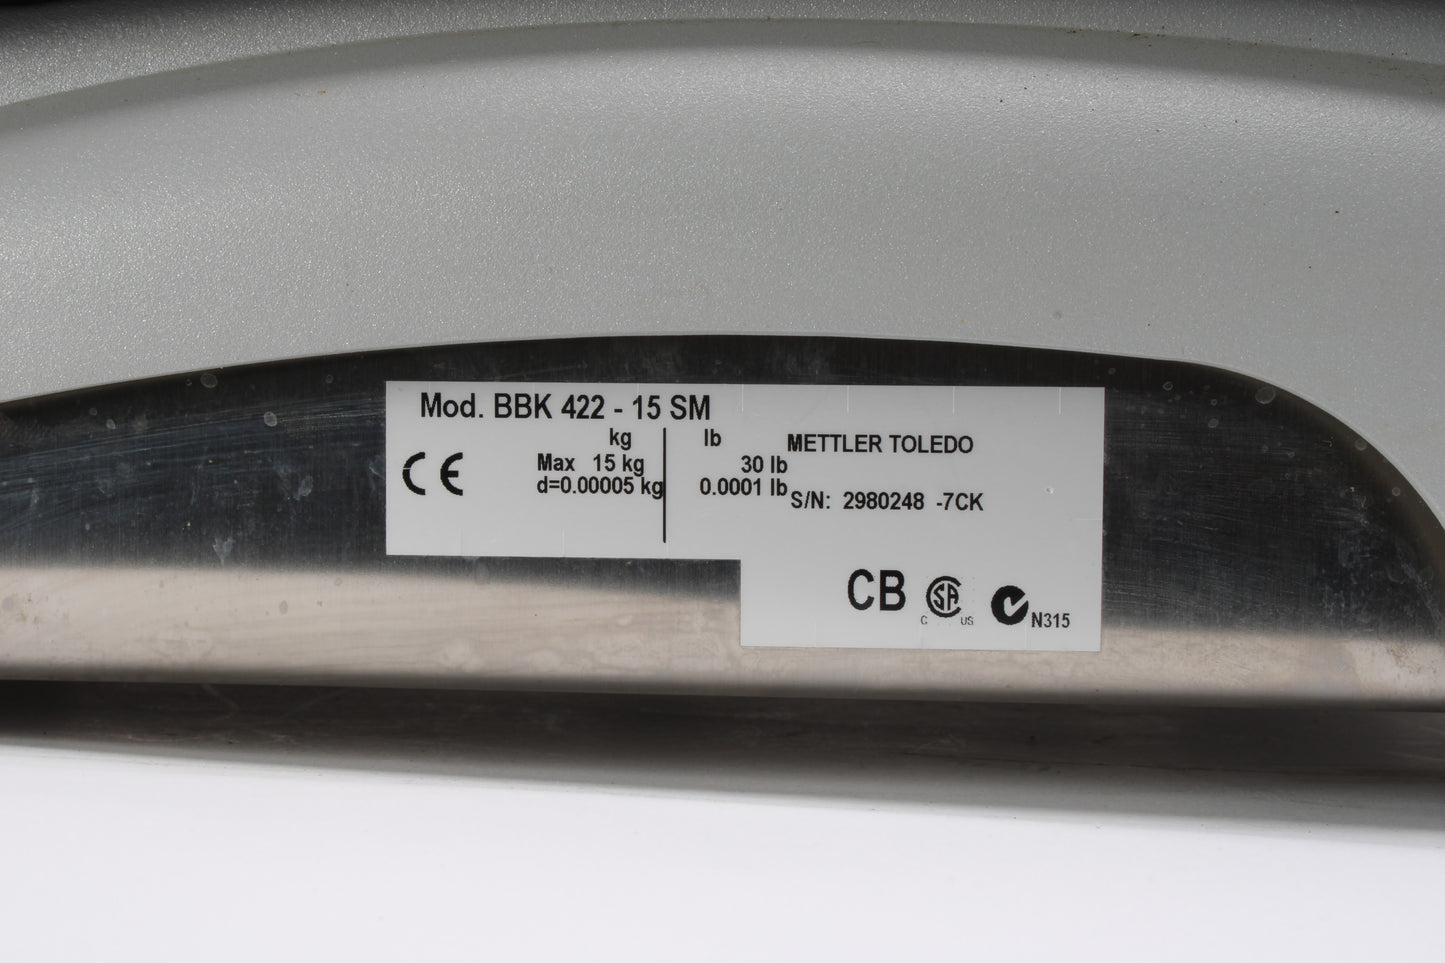 Mod. BBK 422 - 15 SM
kg lb
Max 15 kg 30 lb
d=0.00005 kg 0.0001 lb
CE
METTLER TOLEDO
S/N: 2980248 -7CK
CB
SA
C US
N315